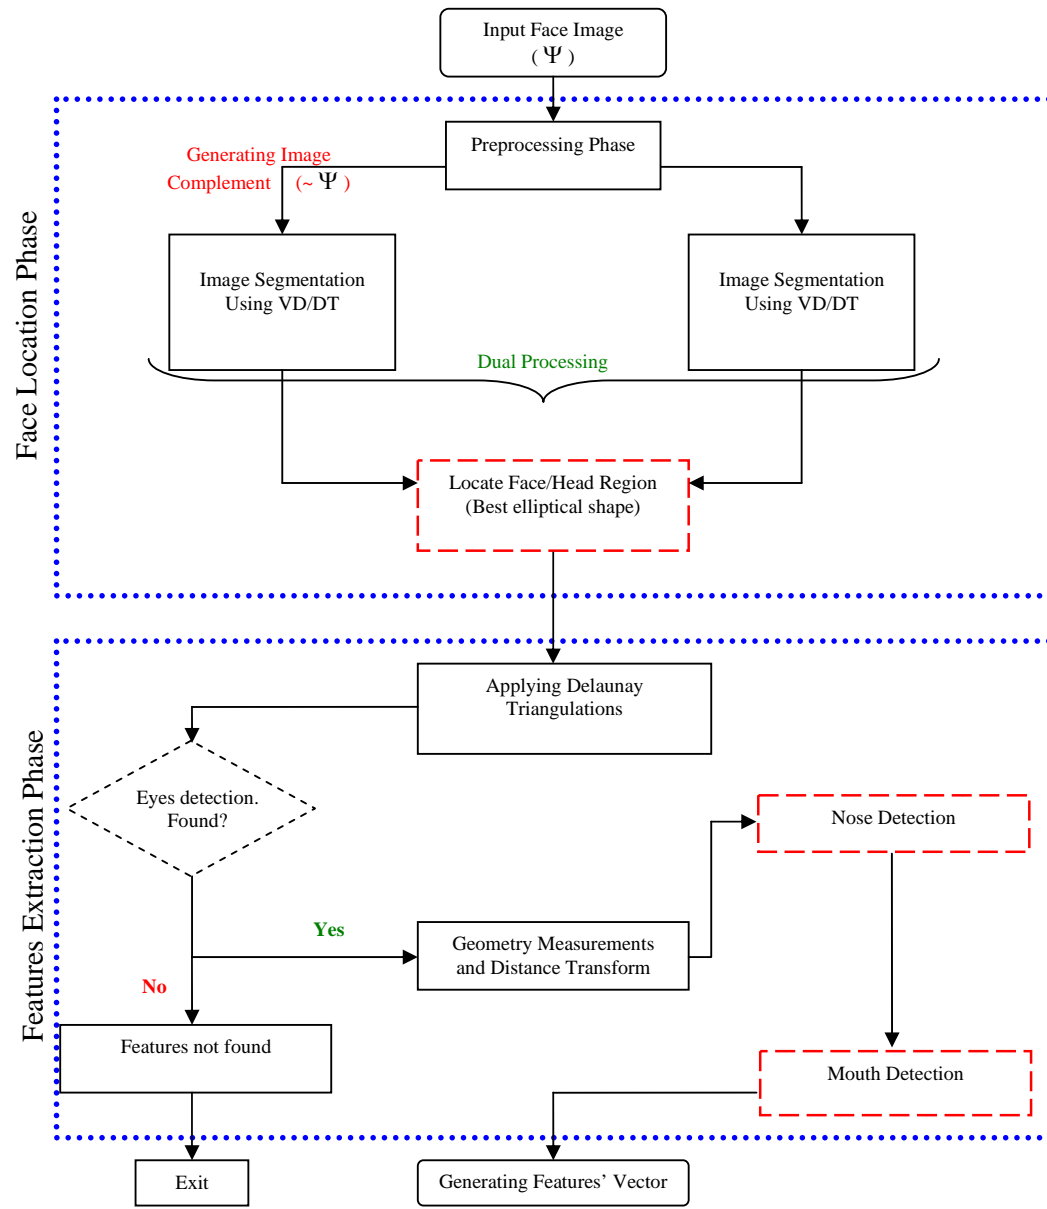 Input Face Image
( Ψ )
Preprocessing Phase
Generating Image
Complement (~ Ψ )
Image Segmentation
Using VD/DT
Image Segmentation
Using VD/DT
Dual Processing
Face Location Phase
Locate Face/Head Region
(Best elliptical shape)
Applying Delaunay
Triangulations
Eyes detection.
Found?
Nose Detection
Features Extraction Phase
Yes
Geometry Measurements
and Distance Transform
No
Features not found
Mouth Detection
Exit
Generating Features’ Vector